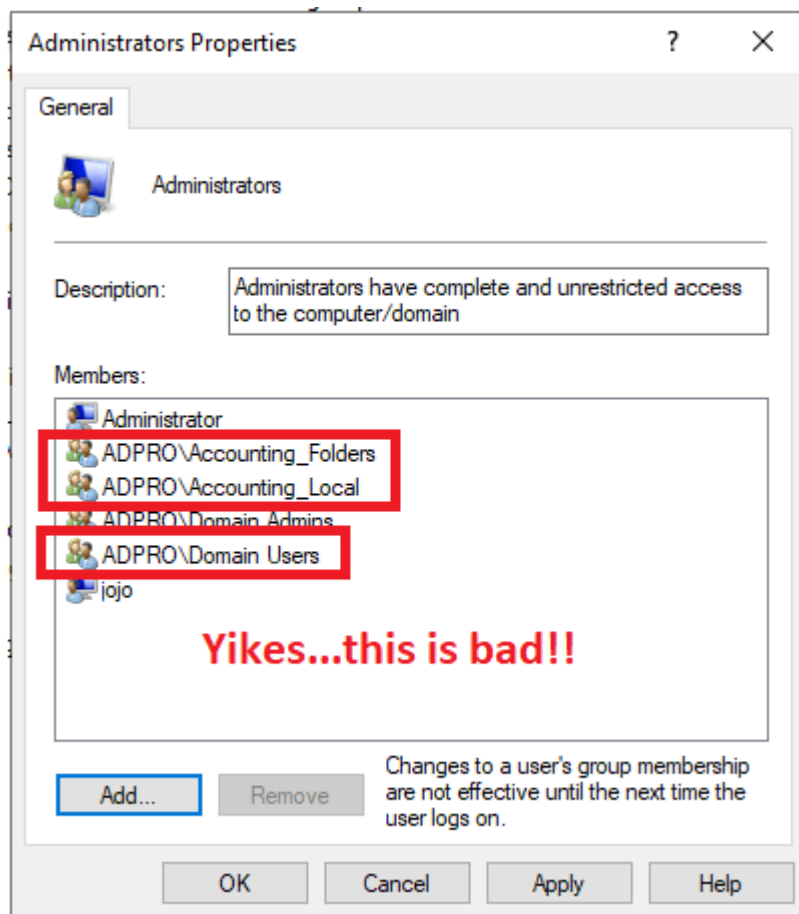 Administrators Properties
?
General
Administrators
Description:
Administrators have complete and unrestricted access
to the computer/domain
Members:
Administrator
ADPRO\Accounting_Folders
ADPRO\Accounting_Local
ADPRO\Domain Admins
ADPRO\Domain Users
jojo
Yikes...this is bad!!
Add...
Remove
Changes to a user's group membership
are not effective until the next time the
user logs on.
OK
Cancel
Apply
Help